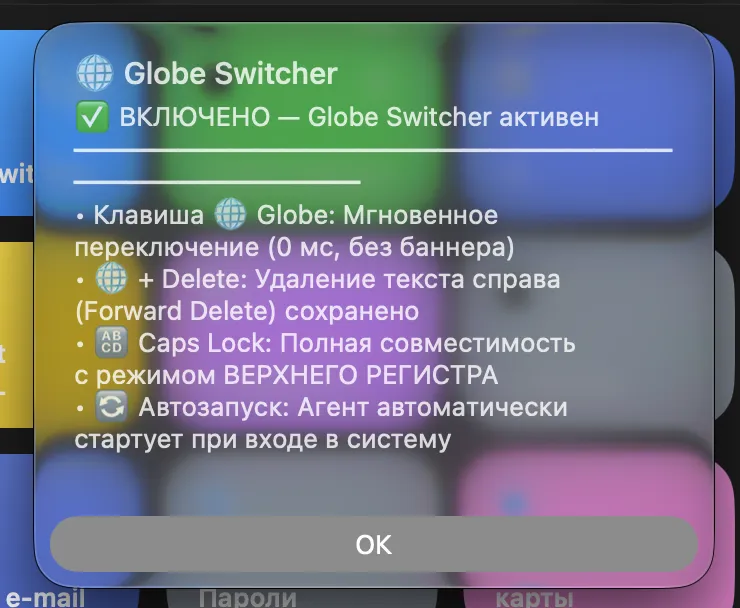 🌐 Globe Switcher
✅ ВКЛЮЧЕНО — Globe Switcher активен
wit
• Клавиша 🌐 Globe: Мгновенное
переключение (0 мс, без баннера)
• 🌐 + Delete: Удаление текста справа
(Forward Delete) сохранено
• 🔠 Caps Lock: Полная совместимость
с режимом ВЕРХНЕГО РЕГИСТРА
• 🔄 Автозапуск: Агент автоматически
стартует при входе в систему
OK
e-mail
Пароли
карты